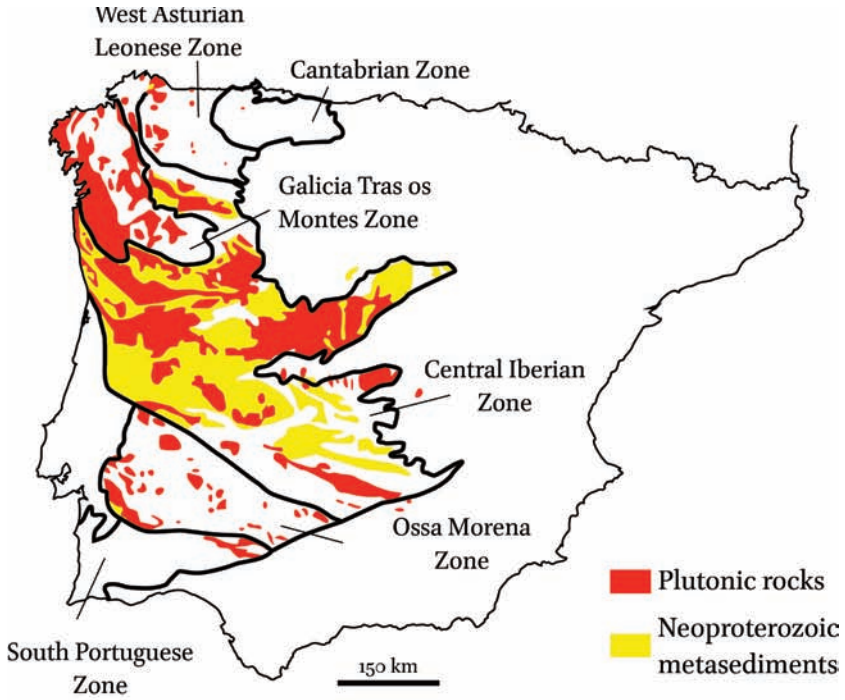 West Asturian
Leonese Zone
Cantabrian Zone
Galicia Tras os
Montes Zone
Central Iberian
Zone
Ossa Morena
Zone
South Portuguese
Zone
150 km
Plutonic rocks
Neoproterozoic
metasediments